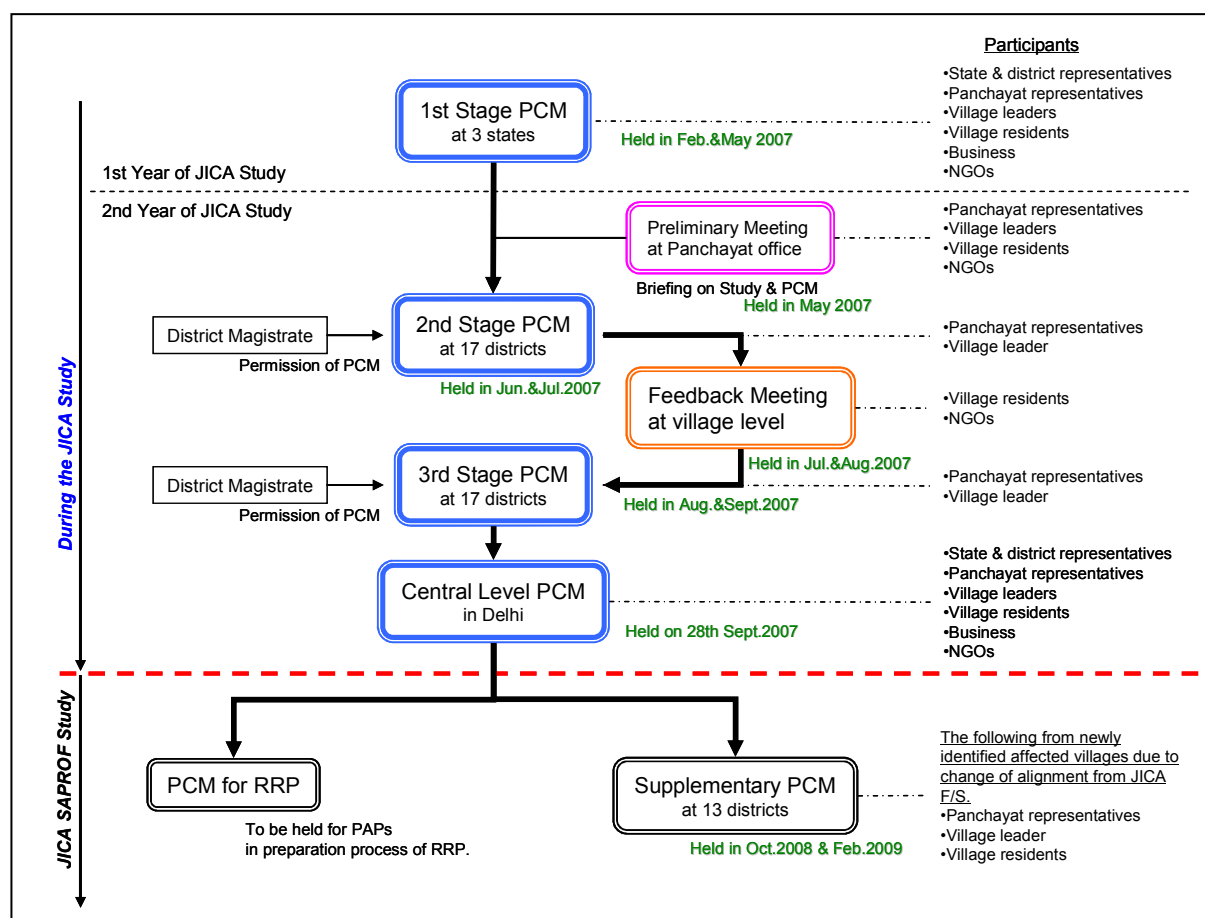 Participants
•State & district representatives
•Panchayat representatives
•Village leaders
•Village residents
•Business
•NGOs
1st Stage PCM
at 3 states
Held in Feb.&May 2007
1st Year of JICA Study
2nd Year of JICA Study
Preliminary Meeting
at Panchayat office
•Panchayat representatives
•Village leaders
•Village residents
•NGOs
Briefing on Study & PCM
Held in May 2007
District Magistrate
Permission of PCM
2nd Stage PCM
at 17 districts
Held in Jun.&Jul.2007
•Panchayat representatives
•Village leader
Feedback Meeting
at village level
•Village residents
•NGOs
Held in Jul.&Aug.2007
District Magistrate
Permission of PCM
3rd Stage PCM
at 17 districts
Held in Aug.&Sept.2007
•Panchayat representatives
•Village leader
Central Level PCM
in Delhi
Held on 28th Sept.2007
•State & district representatives
•Panchayat representatives
•Village leaders
•Village residents
•Business
•NGOs
During the JICA Study
JICA SAPROF Study
PCM for RRP
To be held for PAPs
in preparation process of RRP.
Supplementary PCM
at 13 districts
Held in Oct.2008 & Feb.2009
The following from newly
identified affected villages due to
change of alignment from JICA
F/S.
•Panchayat representatives
•Village leader
•Village residents